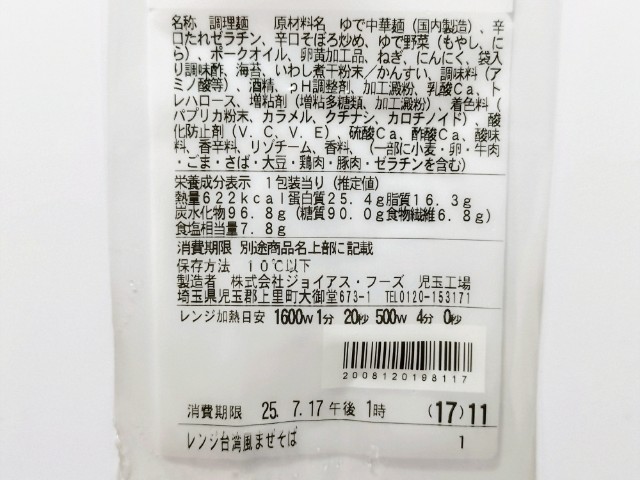 名称 調理麺 原材料名 ゆで中華麺（国内製造）、辛
口たれゼラチン、辛口そぼろ炒め、ゆで野菜（もやし、に
ら）、ポークオイル、卵黄加工品、ねぎ、にんにく、袋入
り調味酢、海苔、いわし煮干粉末／かんすい、調味料（ア
ミノ酸等）、酒精、ｐＨ調整剤、加工澱粉、乳酸Ｃａ、ト
レハロース、増粘剤（増粘多糖類、加工澱粉）、着色料（
パプリカ粉末、カラメル、クチナシ、カロチノイド）、酸
化防止剤（Ｖ．Ｃ、Ｖ．Ｅ）、硫酸Ｃａ、酢酸Ｃａ、酸味
料、香辛料、リゾチーム、香料、（一部に小麦・卵・牛肉
・ごま・さば・大豆・鶏肉・豚肉・ゼラチンを含む）
栄養成分表示 １包装当り（推定値）
熱量６２２ｋｃａｌ蛋白質２５．４ｇ脂質１６．３ｇ
炭水化物９６．８ｇ（糖質９０．０ｇ食物繊維６．８ｇ）
食塩相当量７．８ｇ
消費期限 別途商品名上部に記載
保存方法 １０℃以下
製造者 株式会社ジョイアス・フーズ 児玉工場
埼玉県児玉郡上里町大御堂673-1 TEL0120-153171
レンジ加熱目安 1600W 1分 20秒 500W 4分 0秒
2008120198117
消費期限 25. 7.17 午後 1時 (17)11
レンジ台湾風まぜそば 1